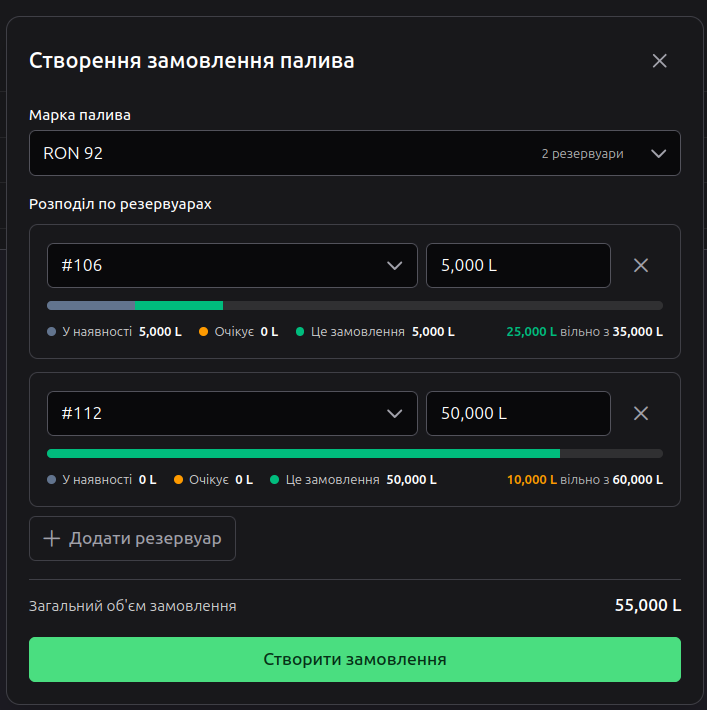 Створення замовлення палива
Марка палива
RON 92 2 резервуари
Розподіл по резервуарах
#106 5,000 L
У наявності 5,000 L Очікує 0 L Це замовлення 5,000 L 25,000 L вільно з 35,000 L
#112 50,000 L
У наявності 0 L Очікує 0 L Це замовлення 50,000 L 10,000 L вільно з 60,000 L
Додати резервуар
Загальний об'єм замовлення 55,000 L
Створити замовлення